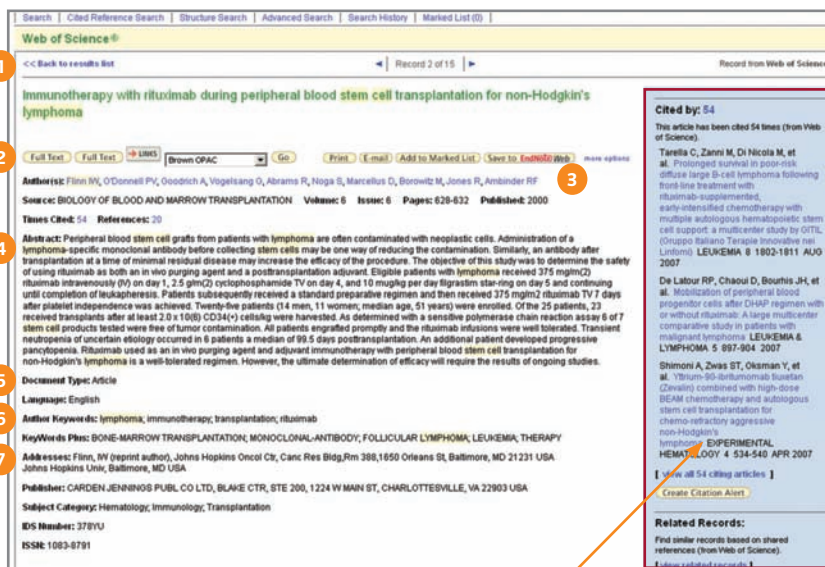 Search | Cited Reference Search | Structure Search | Advanced Search | Search History | Marked List (0) |
Web of Science®
1
<< Back to results list
◄ | Record 2 of 15 | ►
Record from Web of Science
Immunotherapy with rituximab during peripheral blood stem cell transplantation for non-Hodgkin's
lymphoma
2
Full Text Full Text LINKS Brown OPAC Go Print E-mail Add to Marked List Save to EndNote Web more options
3
Author(s): Flinn IW, O'Donnell PV, Goodrich A, Vogelsang G, Abrams R, Noga S, Marcellus D, Borowitz M, Jones R, Ambinder RF
Source: BIOLOGY OF BLOOD AND MARROW TRANSPLANTATION Volume: 6 Issue: 6 Pages: 628-632 Published: 2000
Times Cited: 54 References: 20
4
Abstract: Peripheral blood stem cell grafts from patients with lymphoma are often contaminated with neoplastic cells. Administration of a
lymphoma-specific monoclonal antibody before collecting stem cells may be one way of reducing the contamination. Similarly, an antibody after
transplantation at a time of minimal residual disease may increase the efficacy of the procedure. The objective of this study was to determine the safety
of using rituximab as both an in vivo purging agent and a posttransplantation adjuvant. Eligible patients with lymphoma received 375 mg/m(2)
rituximab intravenously (IV) on day 1, 2.5 g/m(2) cyclophosphamide TV on day 4, and 10 mug/kg per day filgrastim star-ring on day 5 and continuing
until completion of leukapheresis. Patients subsequently received a standard preparative regimen and then received 375 mg/m2 rituximab TV 7 days
after platelet independence was achieved. Twenty-five patients (14 men, 11 women; median age, 51 years) were enrolled. Of the 25 patients, 23
received transplants after at least 2.0 x 10(6) CD34(+) cells/kg were harvested. As determined with a sensitive polymerase chain reaction assay 6 of 7
stem cell products tested were free of tumor contamination. All patients engrafted promptly and the rituximab infusions were well tolerated. Transient
neutropenia of uncertain etiology occurred in 6 patients a median of 99.5 days posttransplantation. An additional patient developed progressive
pancytopenia. Rituximab used as an in vivo purging agent and adjuvant immunotherapy with peripheral blood stem cell transplantation for
non-Hodgkin's lymphoma is a well-tolerated regimen. However, the ultimate determination of efficacy will require the results of ongoing studies.
5
Document Type: Article
Language: English
6
Author Keywords: lymphoma; immunotherapy; transplantation; rituximab
KeyWords Plus: BONE-MARROW TRANSPLANTATION; MONOCLONAL-ANTIBODY; FOLLICULAR LYMPHOMA; LEUKEMIA; THERAPY
7
Addresses: Flinn, IW (reprint author), Johns Hopkins Oncol Ctr, Canc Res Bldg,Rm 388,1650 Orleans St, Baltimore, MD 21231 USA
Johns Hopkins Univ, Baltimore, MD USA
Publisher: CARDEN JENNINGS PUBL CO LTD, BLAKE CTR, STE 200, 1224 W MAIN ST, CHARLOTTESVILLE, VA 22903 USA
Subject Category: Hematology; Immunology; Transplantation
IDS Number: 378YU
ISSN: 1083-8791
Cited by: 54
This article has been cited 54 times (from Web
of Science).
Tarella C, Zanni M, Di Nicola M, et
al. Prolonged survival in poor-risk
diffuse large B-cell lymphoma following
front-line treatment with
rituximab-supplemented,
early-intensified chemotherapy with
multiple autologous hematopoietic stem
cell support: a multicenter study by GITIL
(Gruppo Italiano Terapie Innovative nei
Linfomi) LEUKEMIA 8 1802-1811 AUG
2007
De Latour RP, Chaoui D, Bourhis JH, et
al. Mobilization of peripheral blood
progenitor cells after DHAP regimen with
or without rituximab: A large multicenter
comparative study in patients with
malignant lymphoma LEUKEMIA &
LYMPHOMA 5 897-904 2007
Shimoni A, Zwas ST, Oksman Y, et
al. Yttrium-90-ibritumomab tiuxetan
(Zevalin) combined with high-dose
BEAM chemotherapy and autologous
stem cell transplantation for
chemo-refractory aggressive
non-Hodgkin's
lymphoma EXPERIMENTAL
HEMATOLOGY 4 534-540 APR 2007
[ view all 54 citing articles ]
Create Citation Alert
Related Records:
Find similar records based on shared
references (from Web of Science).
[ view related records ]